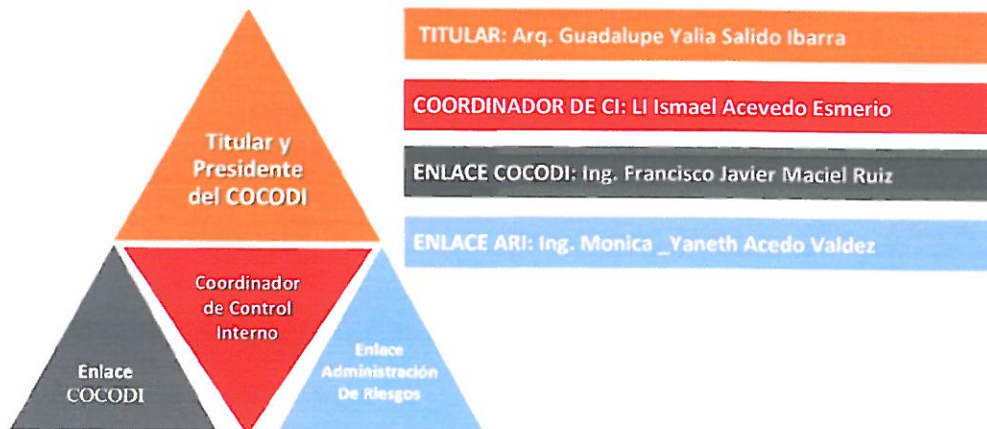 TITULAR: Arq. Guadalupe Yalia Salido Ibarra
COORDINADOR DE CI: LI Ismael Acevedo Esmerio
ENLACE COCODI: Ing. Francisco Javier Maciel Ruiz
ENLACE ARI: Ing. Monica _Yaneth Acedo Valdez
Titular y
Presidente
del COCODI
Coordinador
de Control
Interno
Enlace
COCODI
Enlace
Administración
De Riesgos